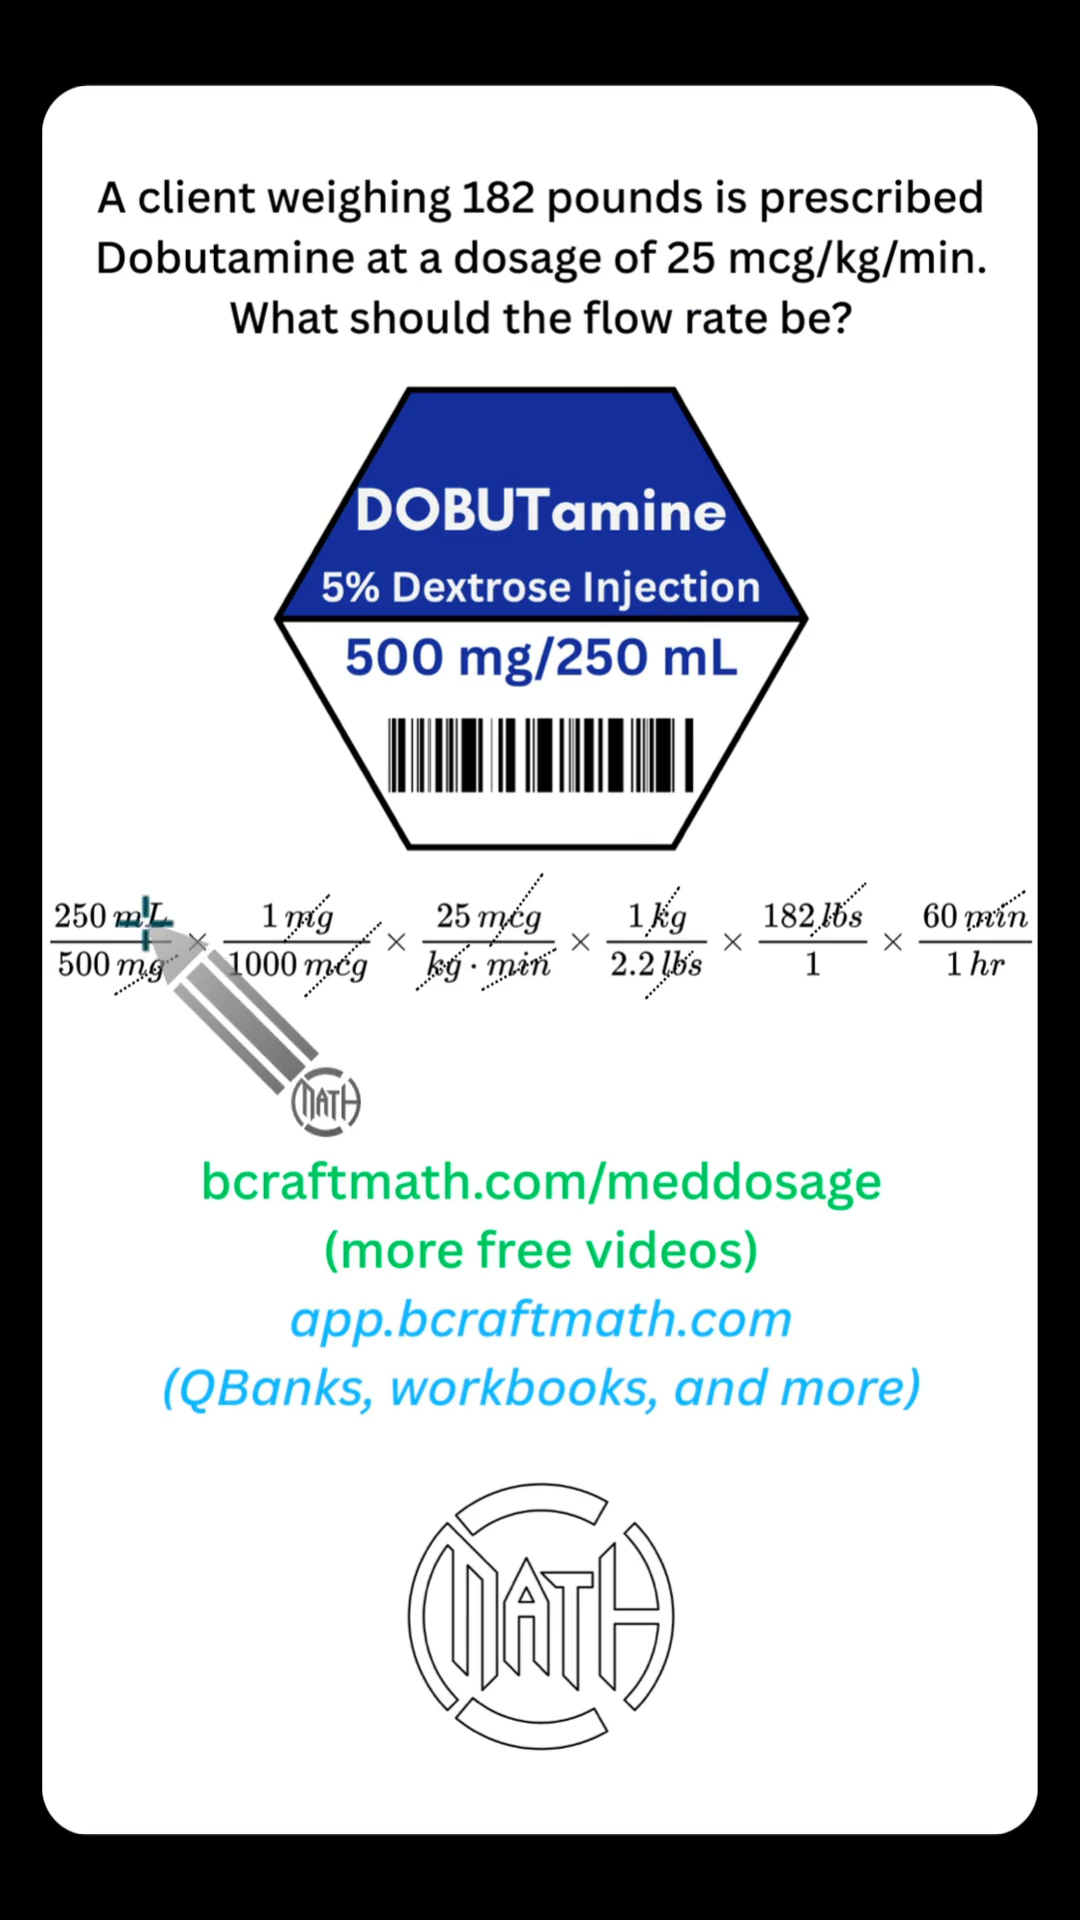 A client weighing 182 pounds is prescribed
Dobutamine at a dosage of 25 mcg/kg/min.
What should the flow rate be?
DOBUTamine
5% Dextrose Injection
500 mg/250 mL
250 mL / 500 mg × 1 mg / 1000 mcg × 25 mcg / kg · min × 1 kg / 2.2 lbs × 182 lbs / 1 × 60 min / 1 hr
MATH
bcraftmath.com/meddosage
(more free videos)
app.bcraftmath.com
(QBanks, workbooks, and more)
MATH